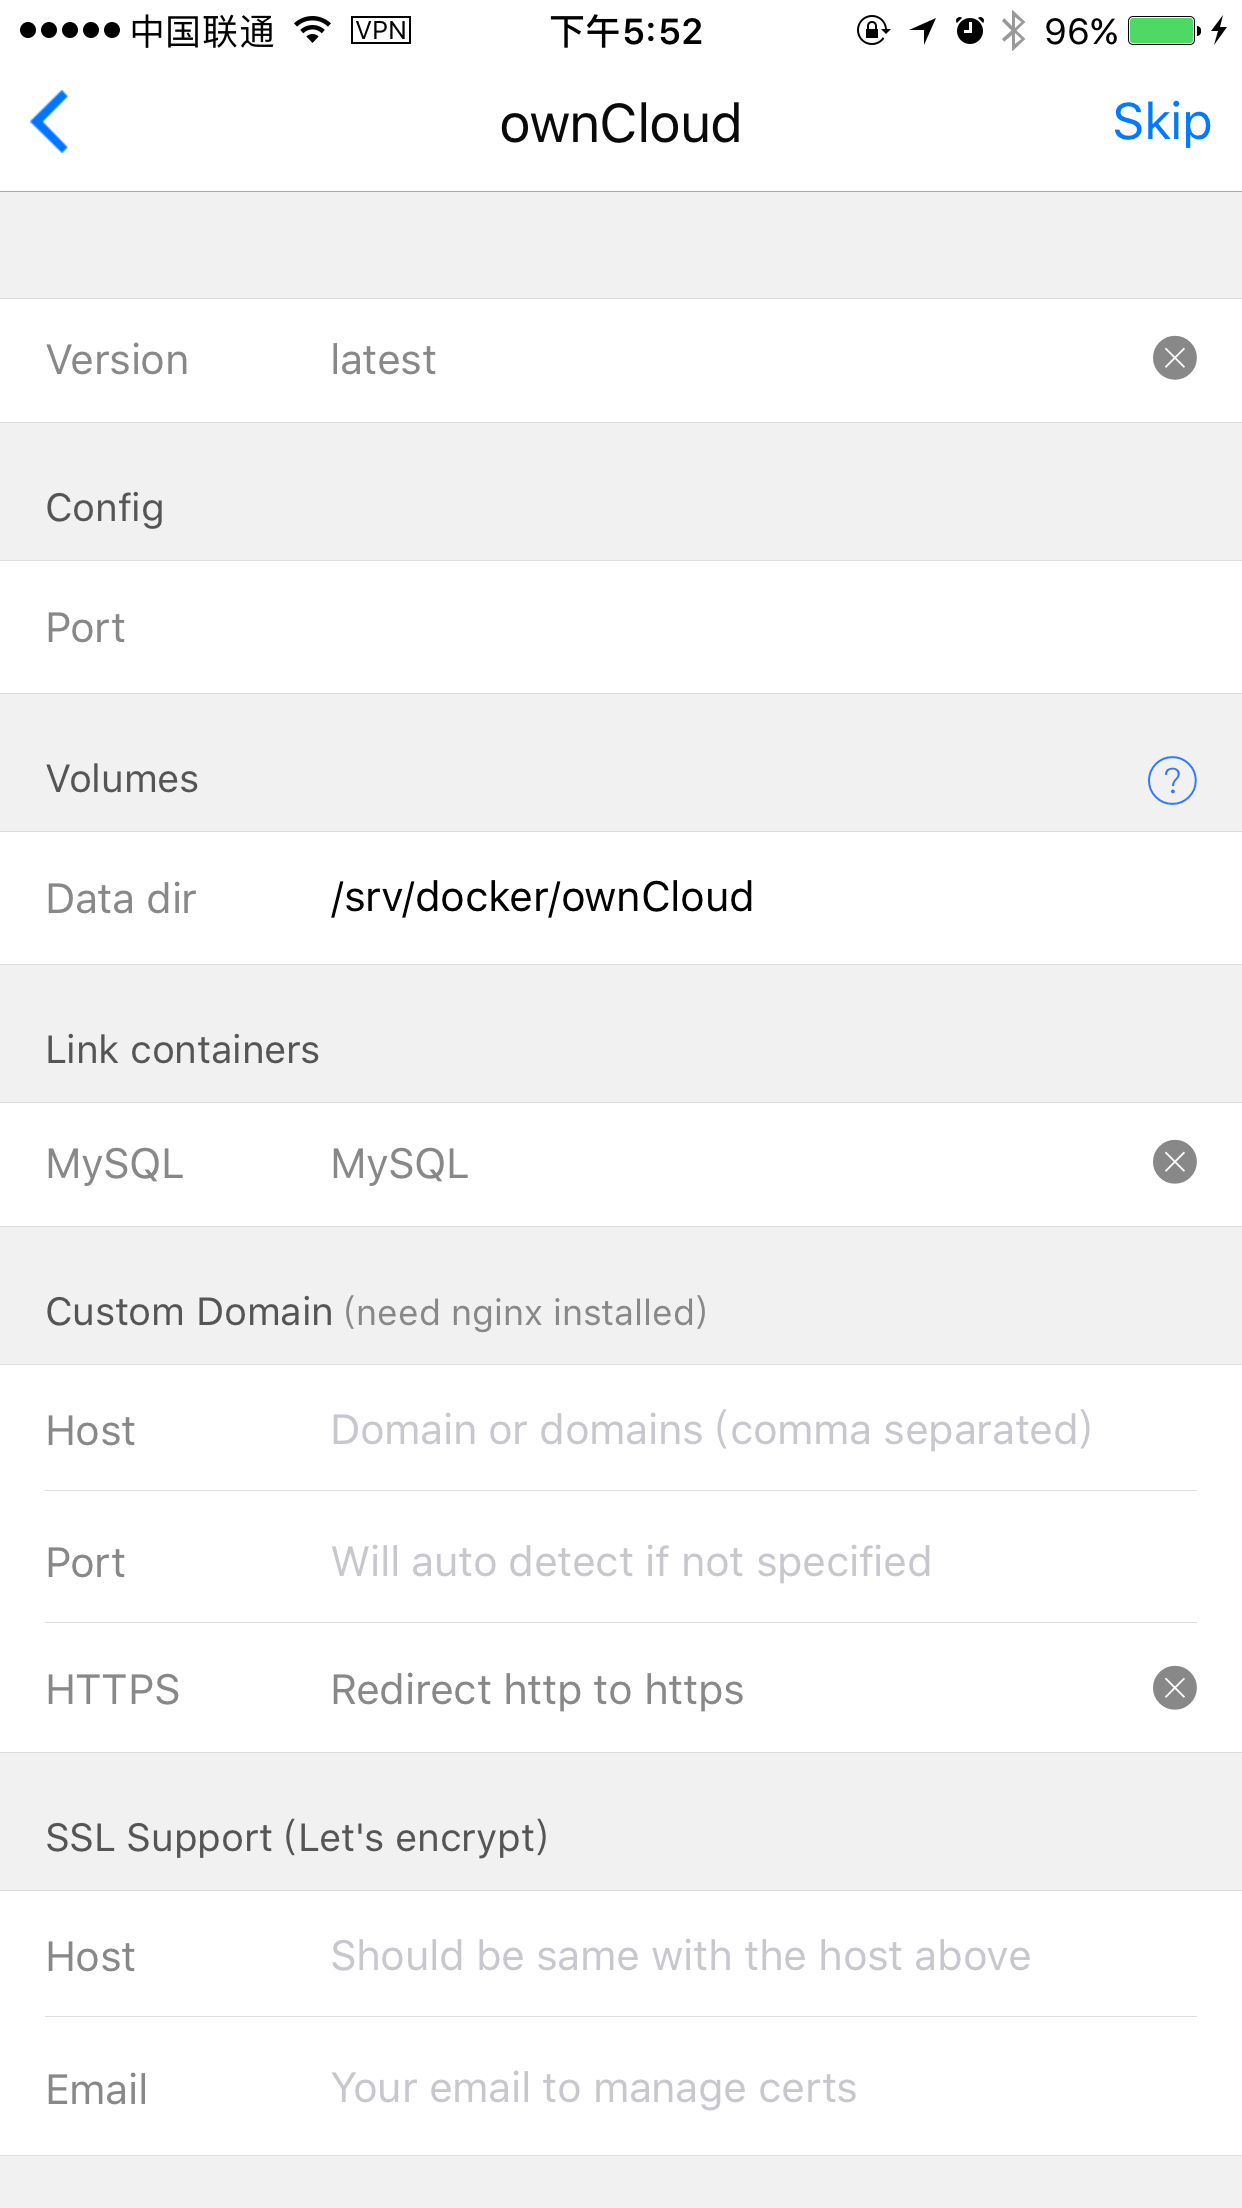 中国联通 VPN 下午5:52 96%
ownCloud Skip
Version latest
Config
Port
Volumes ?
Data dir /srv/docker/ownCloud
Link containers
MySQL MySQL
Custom Domain (need nginx installed)
Host Domain or domains (comma separated)
Port Will auto detect if not specified
HTTPS Redirect http to https
SSL Support (Let's encrypt)
Host Should be same with the host above
Email Your email to manage certs